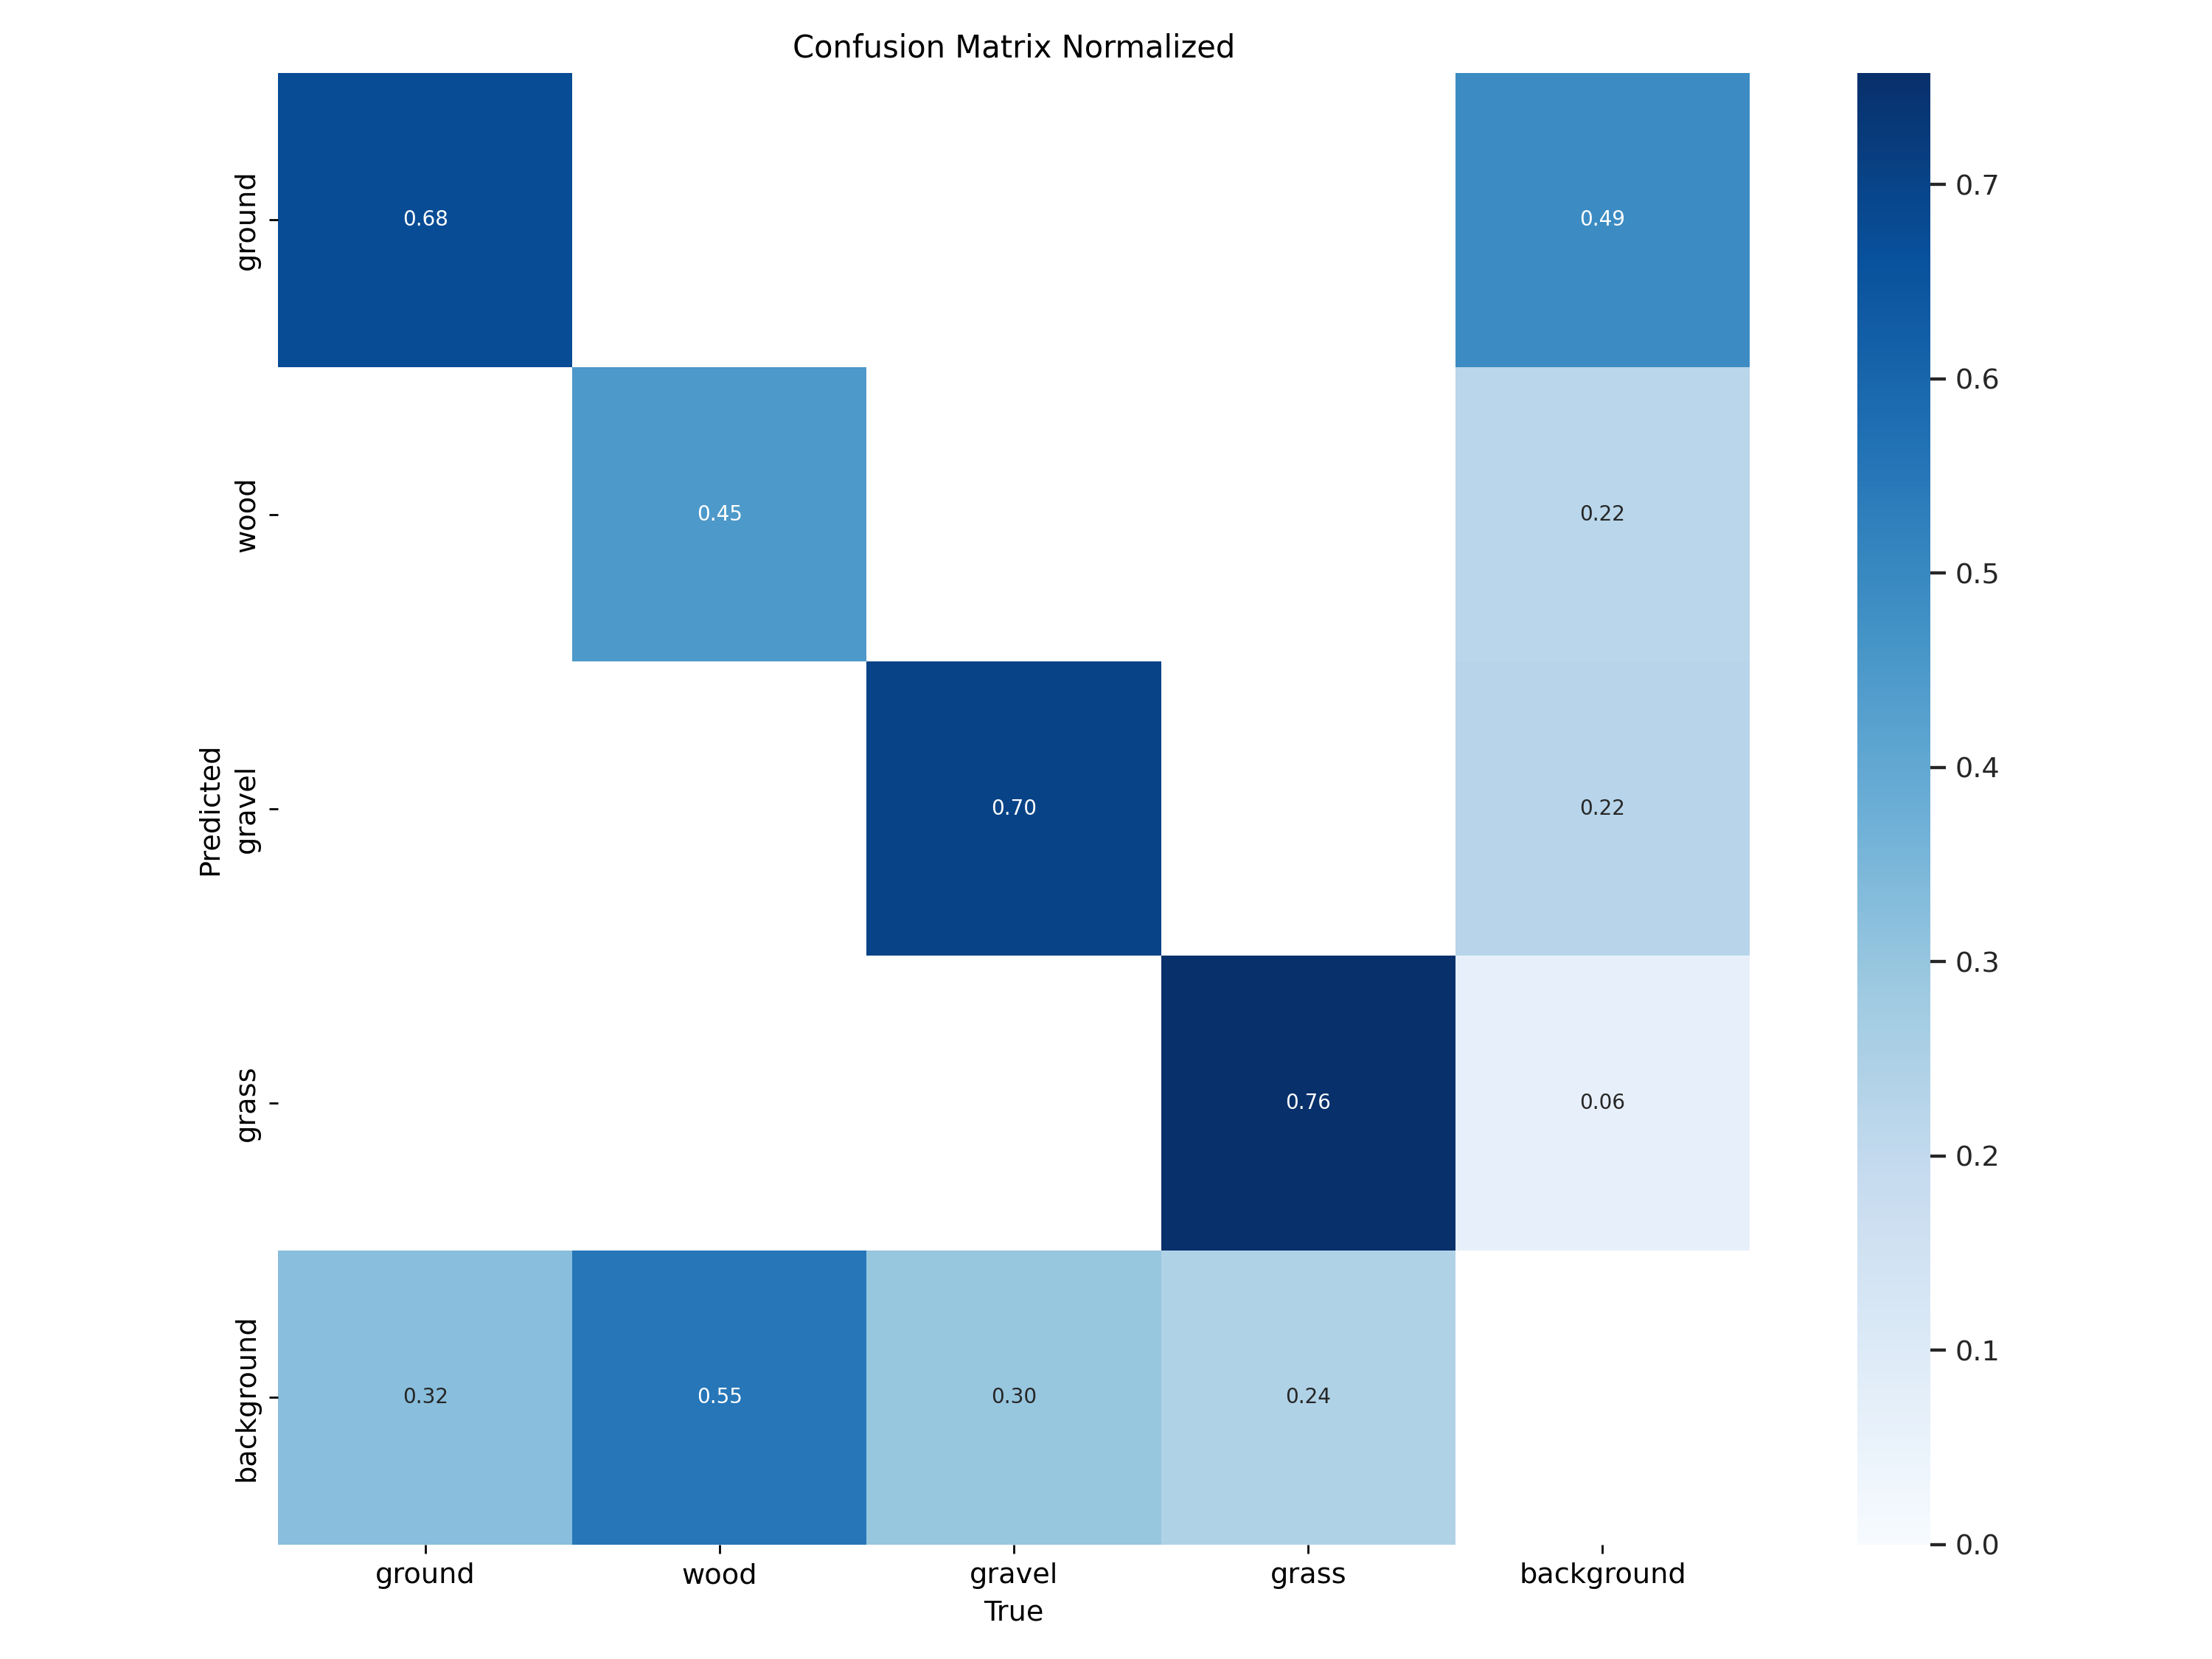 Confusion Matrix Normalized
Predicted
ground
0.68
0.49
0.7
0.6
wood
0.45
0.22
0.5
0.4
gravel
0.70
0.22
0.3
grass
0.76
0.06
0.2
0.1
background
0.32
0.55
0.30
0.24
0.0
ground wood gravel grass background
True